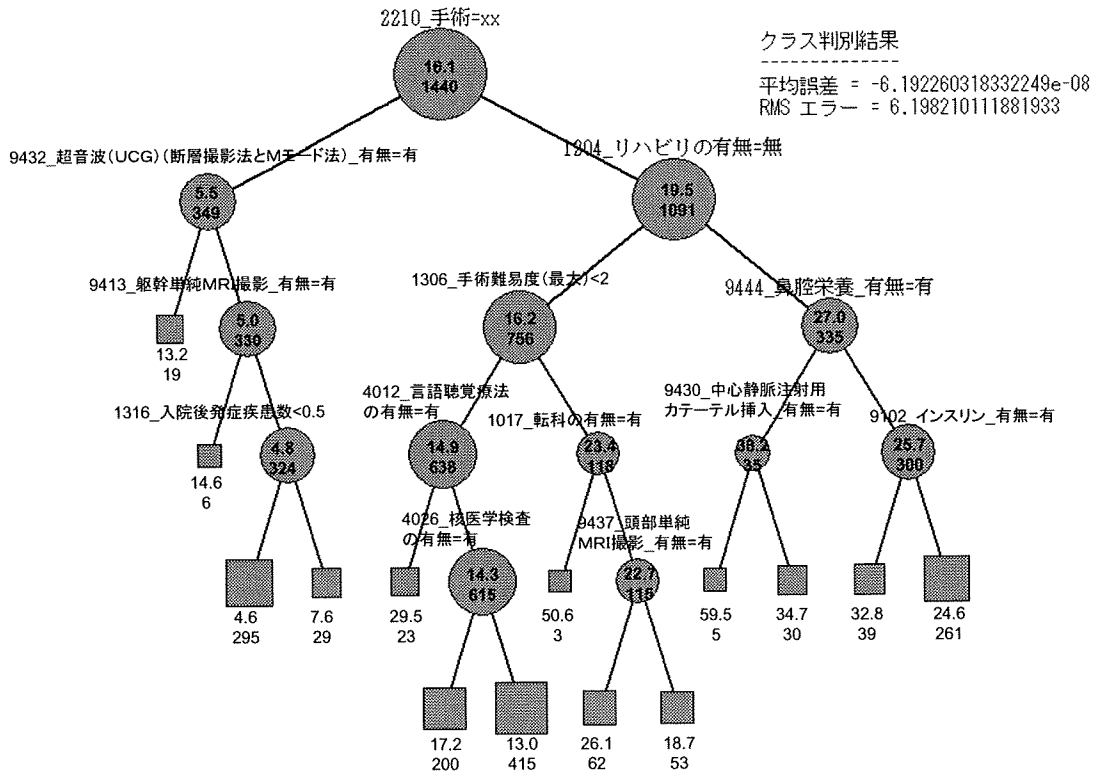 2210_手術=xx
クラス判別結果
--------------
平均誤差 = -6.192260318332249e-08
RMS エラー = 6.198210111881933
16.1
1440
9432_超音波(UCG)(断層撮影法とMモード法)_有無=有
1204_リハビリの有無=無
5.5
349
19.5
1091
9413_躯幹単純MRI撮影_有無=有
1306_手術難易度(最大)<2
9444_鼻腔栄養_有無=有
13.2
19
5.0
330
16.2
756
27.0
335
1316_入院後発症疾患数<0.5
4012_言語聴覚療法
の有無=有
1017_転科の有無=有
9430_中心静脈注射用
カテーテル挿入_有無=有
9102_インスリン_有無=有
14.6
6
4.8
324
14.9
638
23.4
118
38.2
35
25.7
300
4026_核医学検査
の有無=有
9437_頭部単純
MRI撮影_有無=有
4.6
295
7.6
29
29.5
23
14.3
615
50.6
3
22.7
115
59.5
5
34.7
30
32.8
39
24.6
261
17.2
200
13.0
415
26.1
62
18.7
53